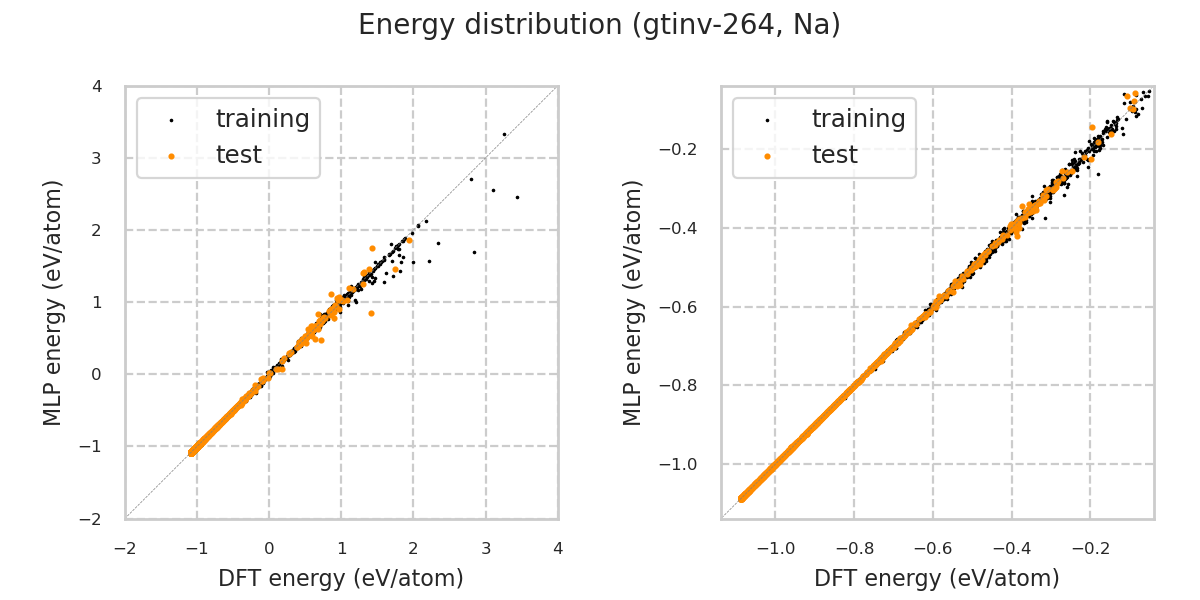 Energy distribution (gtinv-264, Na)
training
test
4
3
2
1
0
−1
−2
−2 −1 0 1 2 3 4
MLP energy (eV/atom)
DFT energy (eV/atom)
training
test
−0.2
−0.4
−0.6
−0.8
−1.0
−1.0 −0.8 −0.6 −0.4 −0.2
MLP energy (eV/atom)
DFT energy (eV/atom)